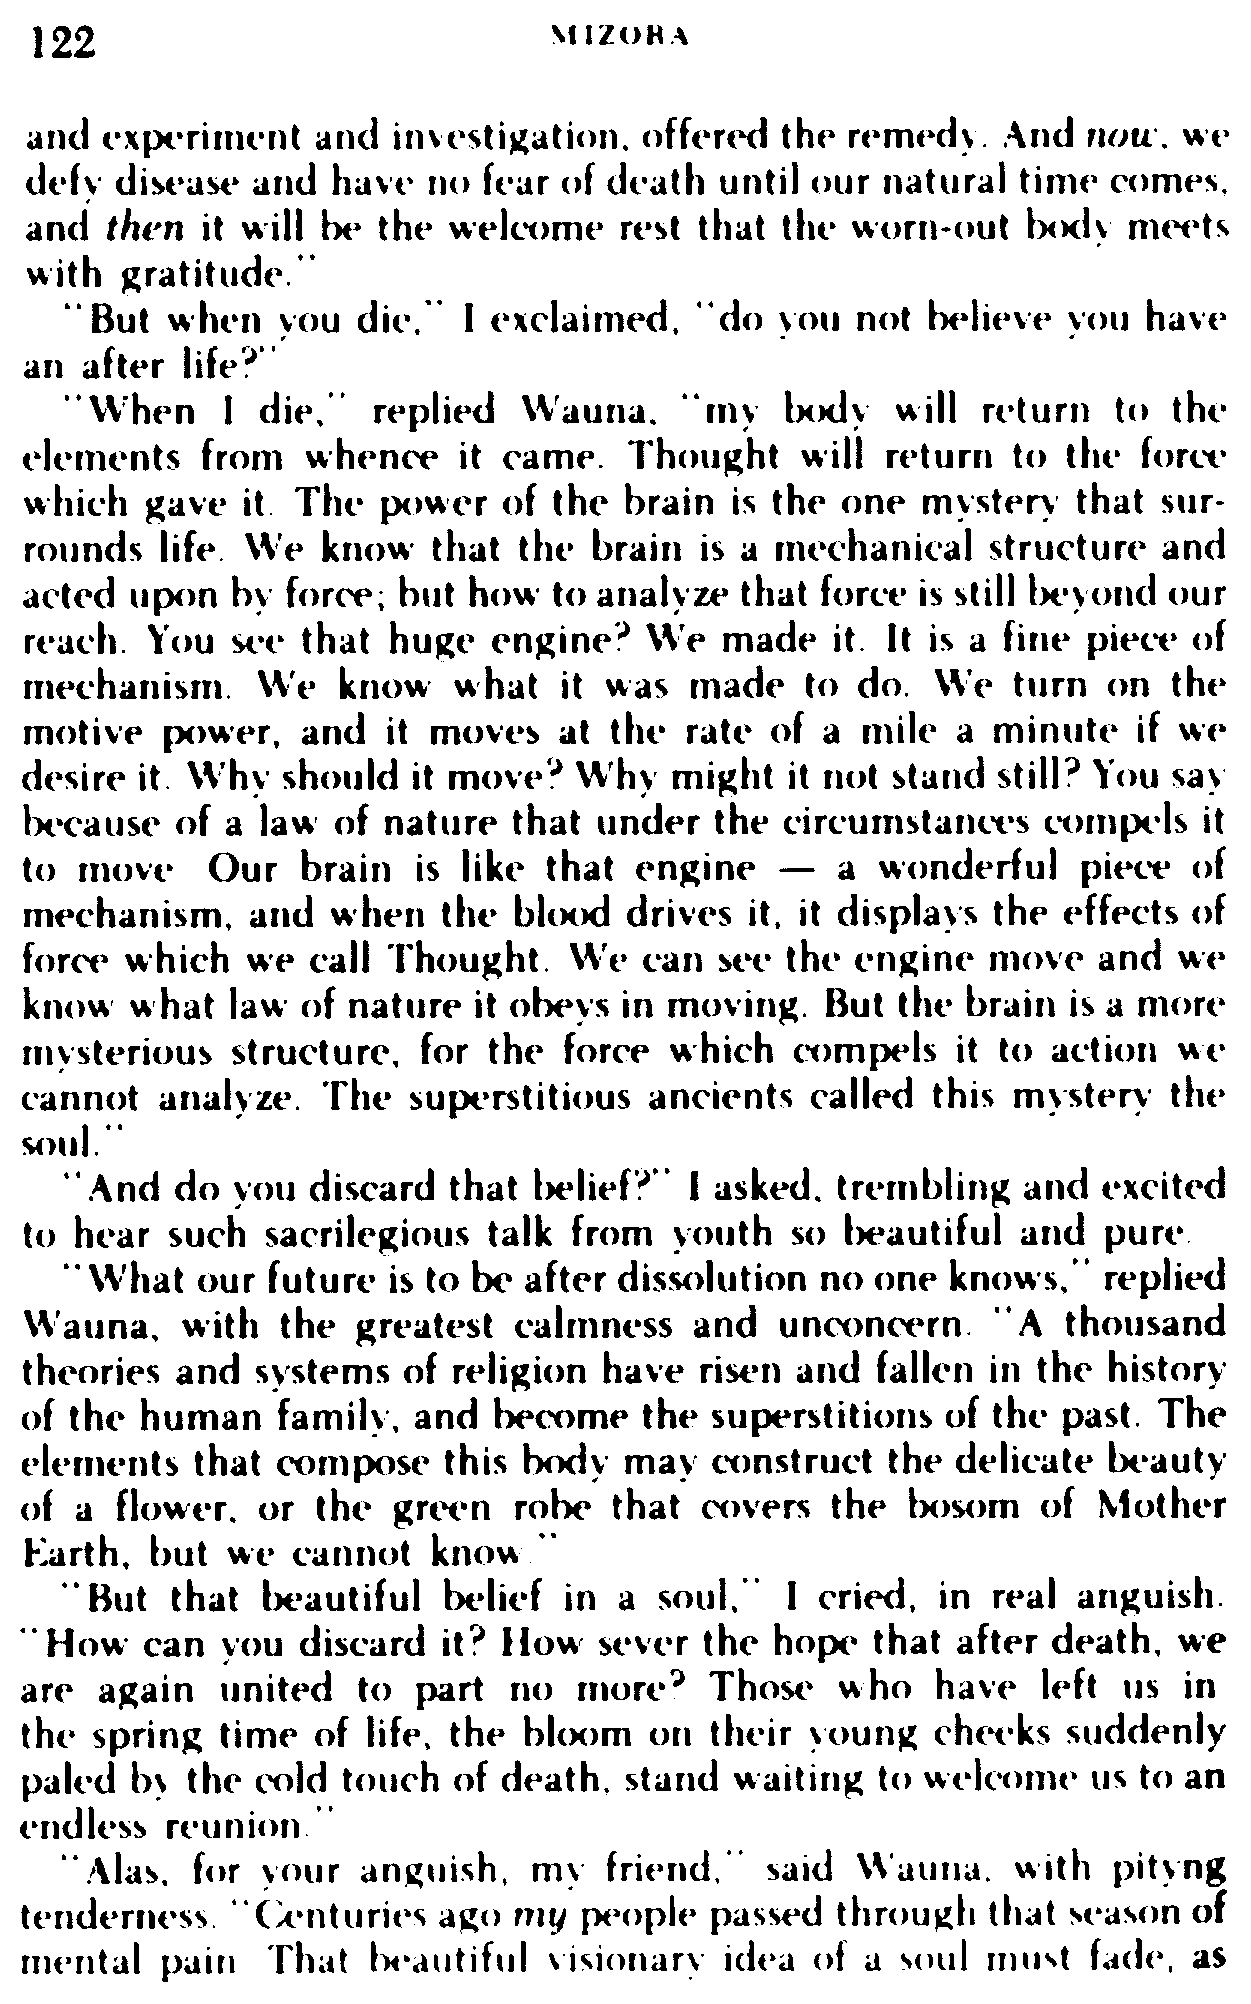 122 MIZORA
and experiment and investigation, offered the remedy. And now, we
defy disease and have no fear of death until our natural time comes,
and then it will be the welcome rest that the worn-out body meets
with gratitude."
"But when you die," I exclaimed, "do you not believe you have
an after life?"
"When I die," replied Wauna, "my body will return to the
elements from whence it came. Thought will return to the force
which gave it. The power of the brain is the one mystery that sur-
rounds life. We know that the brain is a mechanical structure and
acted upon by force; but how to analyze that force is still beyond our
reach. You see that huge engine? We made it. It is a fine piece of
mechanism. We know what it was made to do. We turn on the
motive power, and it moves at the rate of a mile a minute if we
desire it. Why should it move? Why might it not stand still? You say
because of a law of nature that under the circumstances compels it
to move Our brain is like that engine — a wonderful piece of
mechanism, and when the blood drives it, it displays the effects of
force which we call Thought. We can see the engine move and we
know what law of nature it obeys in moving. But the brain is a more
mysterious structure, for the force which compels it to action we
cannot analyze. The superstitious ancients called this mystery the
soul."
"And do you discard that belief?" I asked, trembling and excited
to hear such sacrilegious talk from youth so beautiful and pure.
"What our future is to be after dissolution no one knows," replied
Wauna, with the greatest calmness and unconcern. "A thousand
theories and systems of religion have risen and fallen in the history
of the human family, and become the superstitions of the past. The
elements that compose this body may construct the delicate beauty
of a flower, or the green robe that covers the bosom of Mother
Earth, but we cannot know."
"But that beautiful belief in a soul," I cried, in real anguish.
"How can you discard it? How sever the hope that after death, we
are again united to part no more? Those who have left us in
the spring time of life, the bloom on their young cheeks suddenly
paled by the cold touch of death, stand waiting to welcome us to an
endless reunion."
"Alas, for your anguish, my friend," said Wauna, with pityng
tenderness. "Centuries ago my people passed through that season of
mental pain That beautiful visionary idea of a soul must fade, as